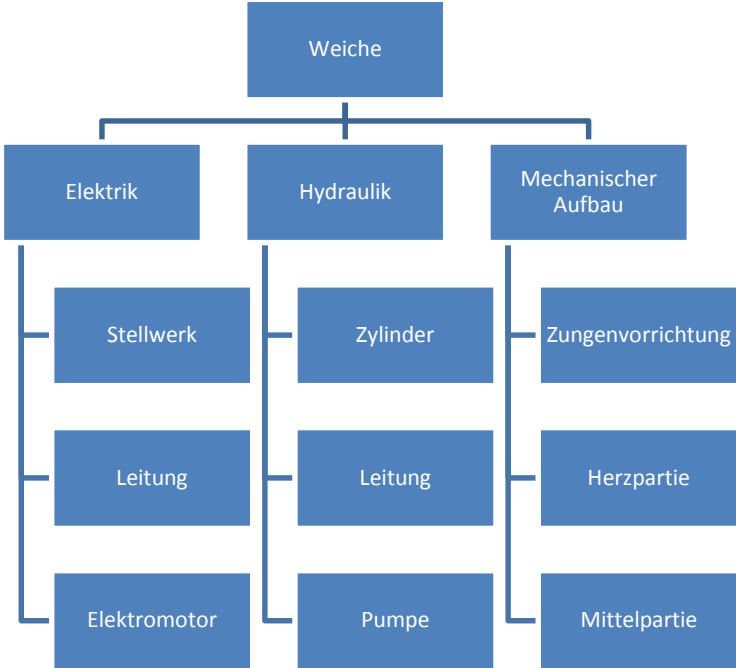 Weiche
Elektrik
Hydraulik
Mechanischer
Aufbau
Stellwerk
Zylinder
Zungenvorrichtung
Leitung
Leitung
Herzpartie
Elektromotor
Pumpe
Mittelpartie